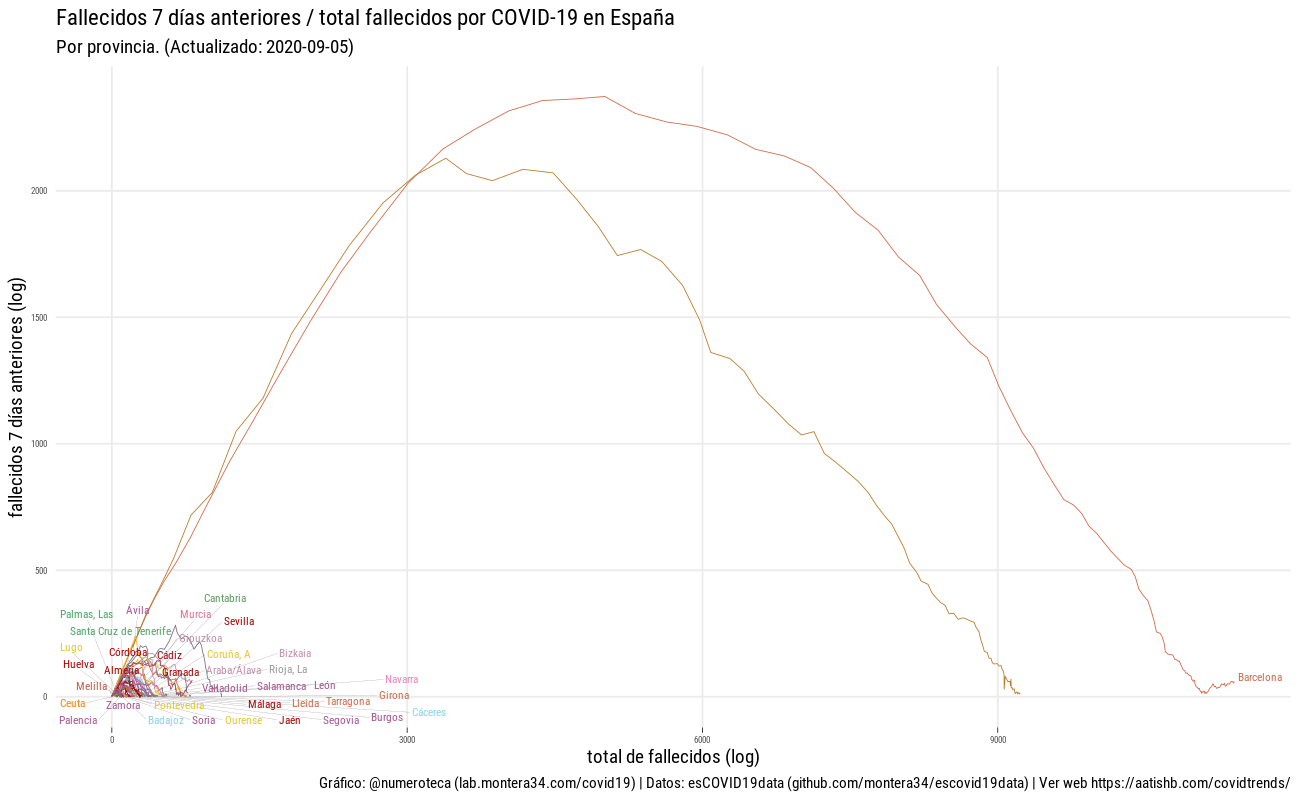 Fallecidos 7 días anteriores / total fallecidos por COVID-19 en España
Por provincia. (Actualizado: 2020-09-05)
fallecidos 7 días anteriores (log)
2000
1500
1000
500
0
Cantabria
Palmas, Las
Ávila
Murcia
Sevilla
Santa Cruz de Tenerife
Gipuzkoa
Lugo
Córdoba
Cádiz
Coruña, A
Bizkaia
Huelva
Almería
Granada
Araba/Álava
Rioja, La
Navarra
Barcelona
Melilla
Valladolid
Salamanca
León
Girona
Ceuta
Zamora
Pontevedra
Málaga
Lleida
Tarragona
Cáceres
Palencia
Badajoz
Soria
Ourense
Jaén
Segovia
Burgos
0
3000
6000
9000
total de fallecidos (log)
Gráfico: @numeroteca (lab.montera34.com/covid19) | Datos: esCOVID19data (github.com/montera34/escovid19data) | Ver web https://aatishb.com/covidtrends/